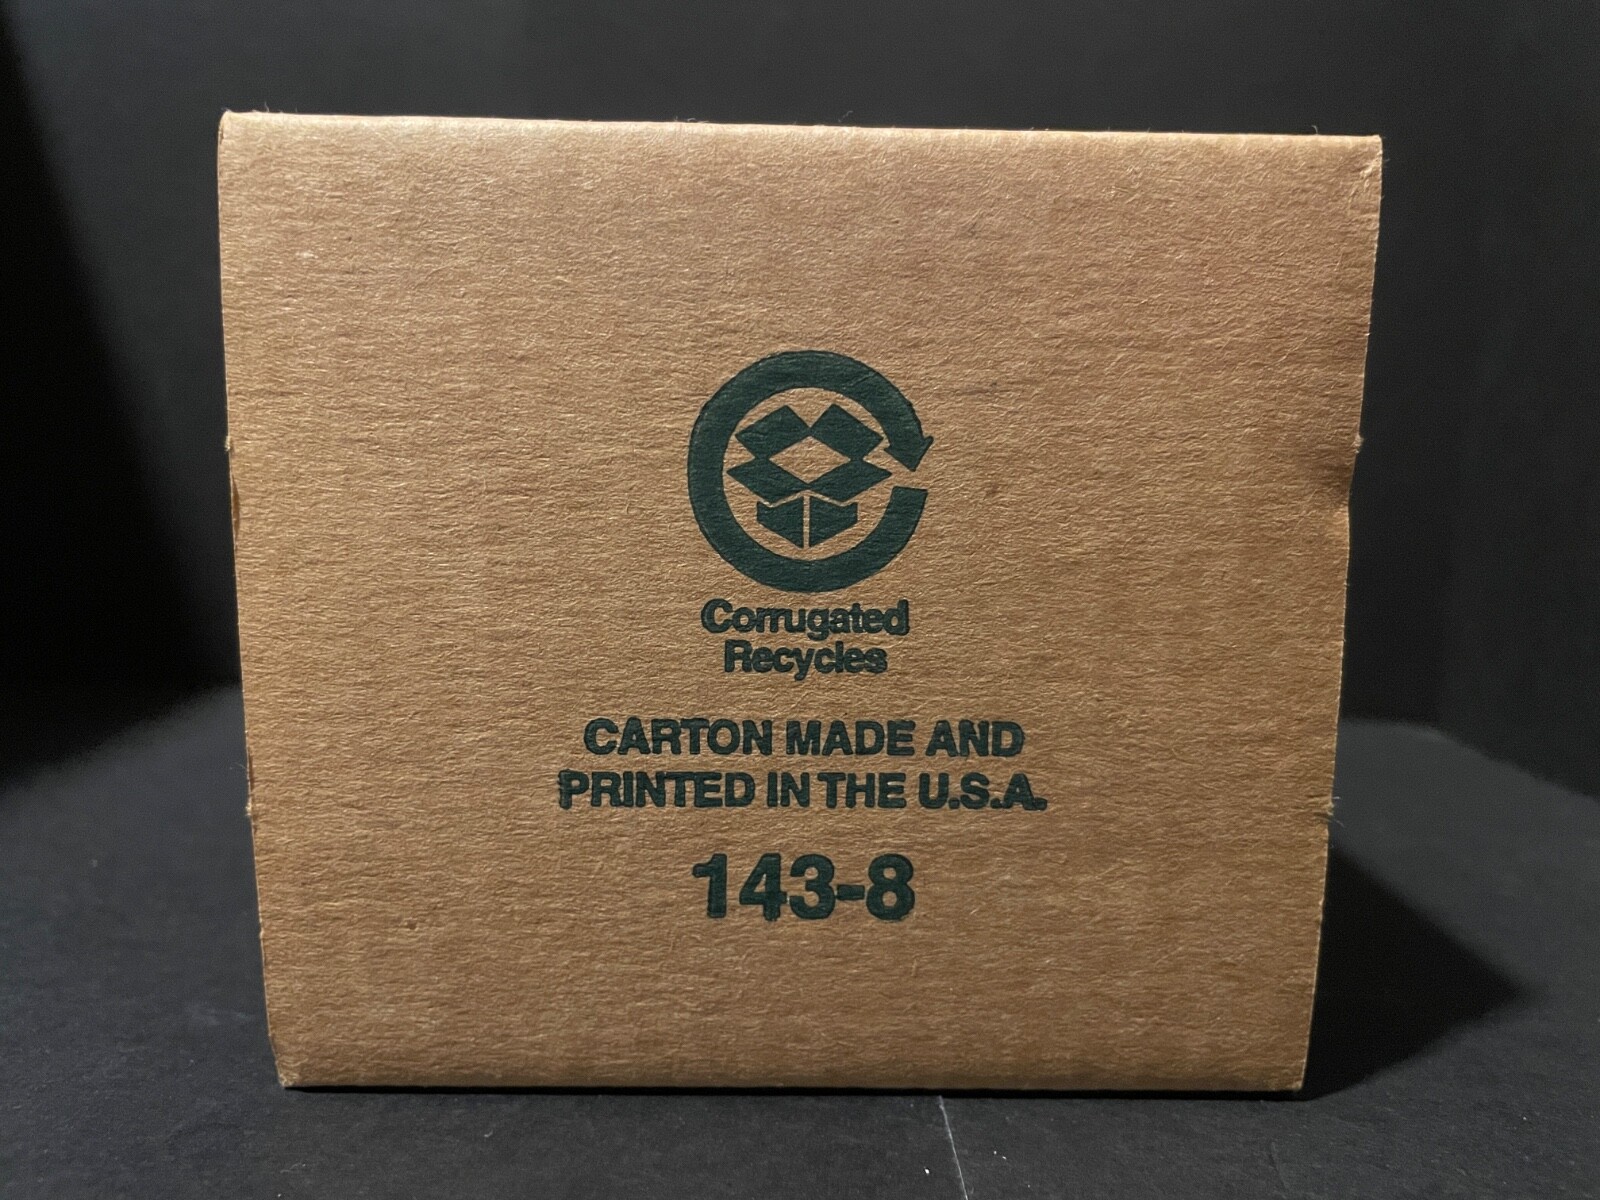 Corrugated
Recycles
CARTON MADE AND
PRINTED IN THE U.S.A.
143-8